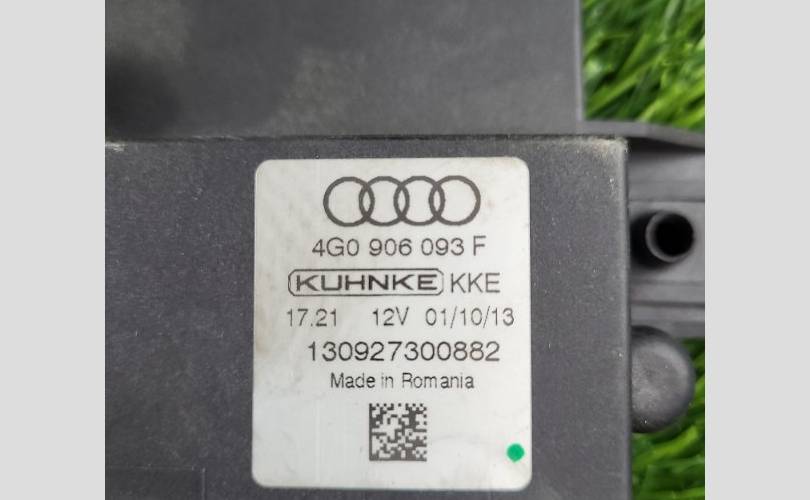 4G0 906 093 F
KUHNKE KKE
17.21 12V 01/10/13
130927300882
Made in Romania